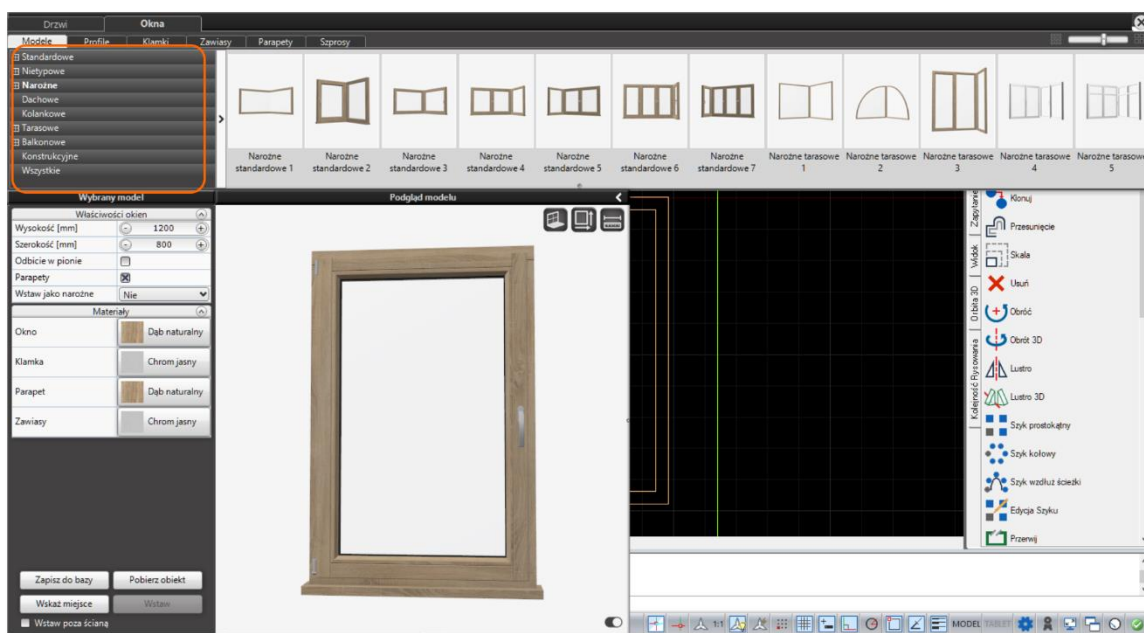 Drzwi
Okna
Modele
Profile
Klamki
Zawiasy
Parapety
Szprosy
Standardowe
Nietypowe
Narożne
Dachowe
Kolankowe
Tarasowe
Balkonowe
Konstrukcyjne
Wszystkie
Narożne standardowe 1
Narożne standardowe 2
Narożne standardowe 3
Narożne standardowe 4
Narożne standardowe 5
Narożne standardowe 6
Narożne standardowe 7
Narożne tarasowe 1
Narożne tarasowe 2
Narożne tarasowe 3
Narożne tarasowe 4
Narożne tarasowe 5
Wybrany model
Właściwości okien
Wysokość [mm] 1200
Szerokość [mm] 800
Odbicie w pionie
Parapety
Wstaw jako narożne Nie
Materiały
Okno Dąb naturalny
Klamka Chrom jasny
Parapet Dąb naturalny
Zawiasy Chrom jasny
Zapisz do bazy
Pobierz obiekt
Wskaż miejsce
Wstaw
Wstaw poza ścianą
Podgląd modelu
Zapytanie
Widok
Orbita 3D
Kolejność Rysowania
Klonuj
Przesunięcie
Skala
Usuń
Obróć
Obrót 3D
Lustro
Lustro 3D
Szyk prostokątny
Szyk kołowy
Szyk wzdłuż ścieżki
Edycja Szyku
Przerwij
1:1
MODEL
TABLET